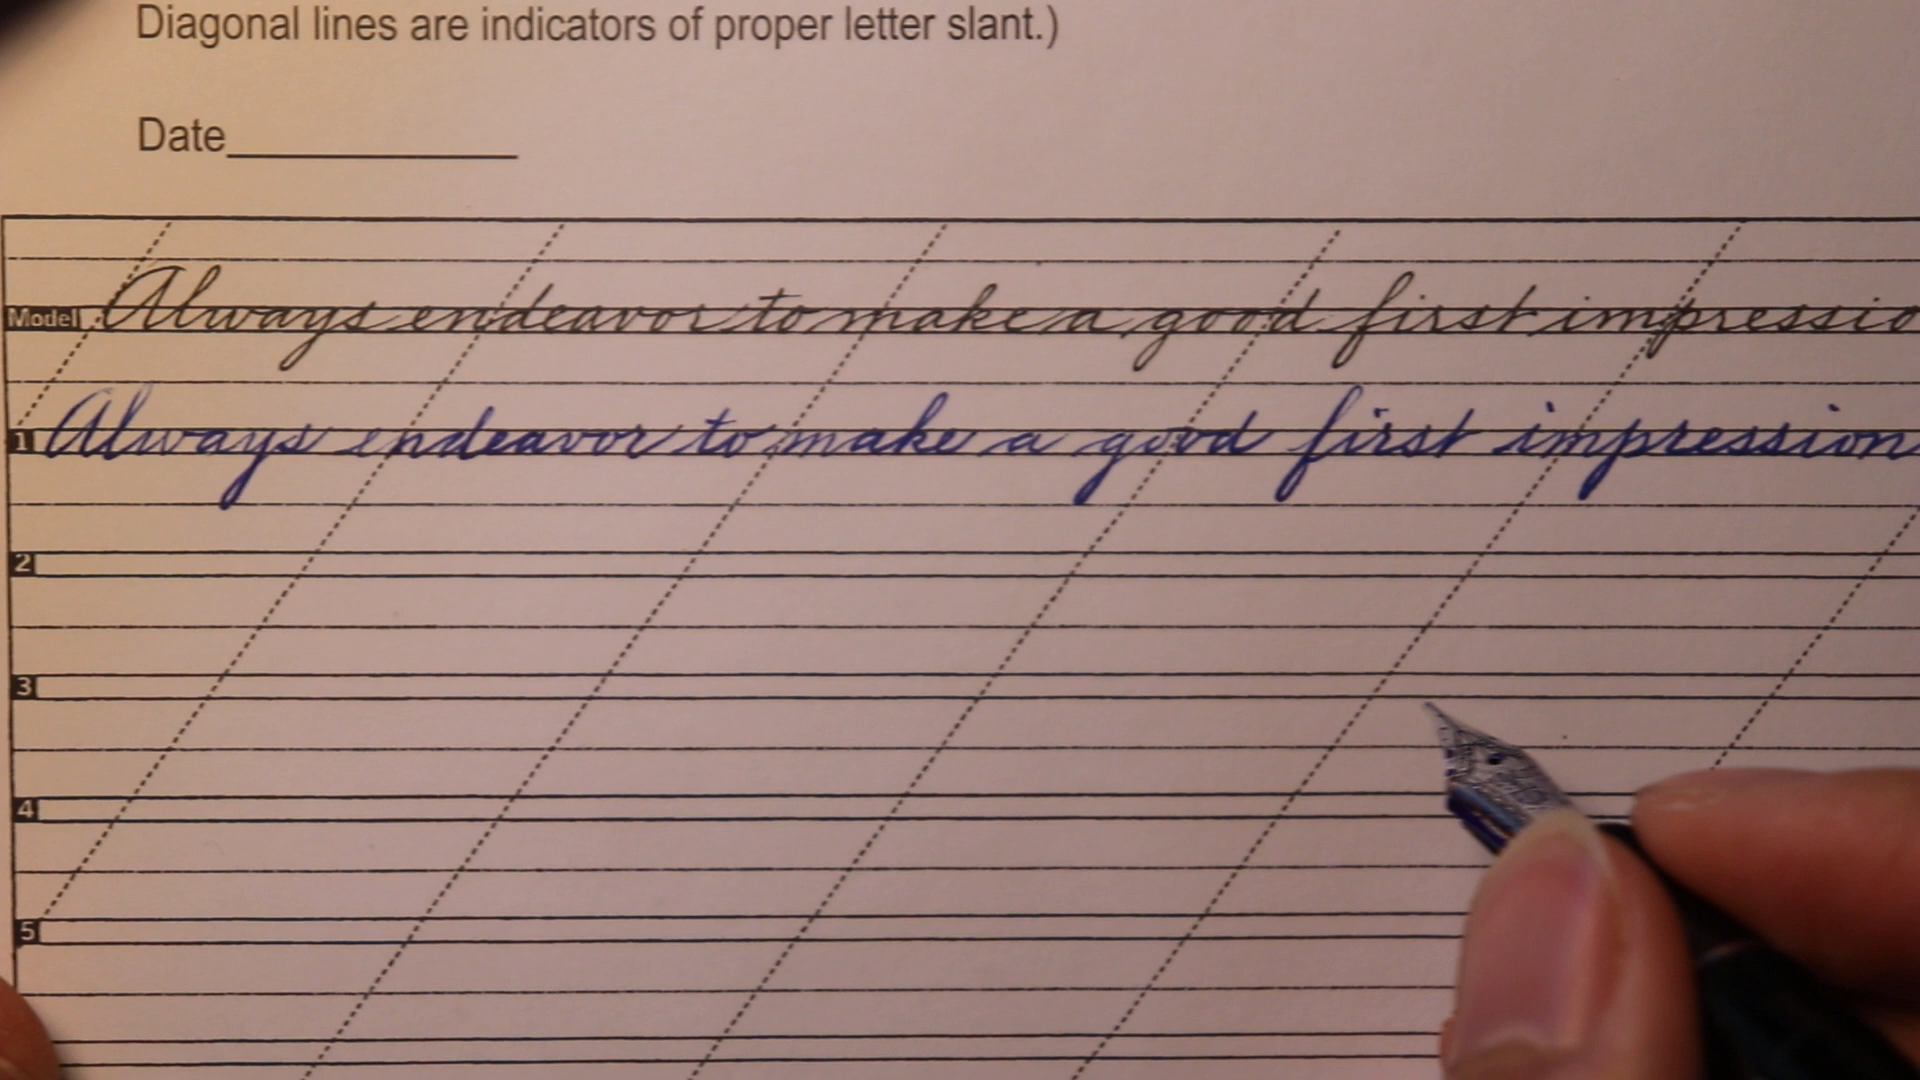 Diagonal lines are indicators of proper letter slant.)
Date
Model Always endeavor to make a good first impressio
1 Always endeavor to make a good first impression
2
3
4
5